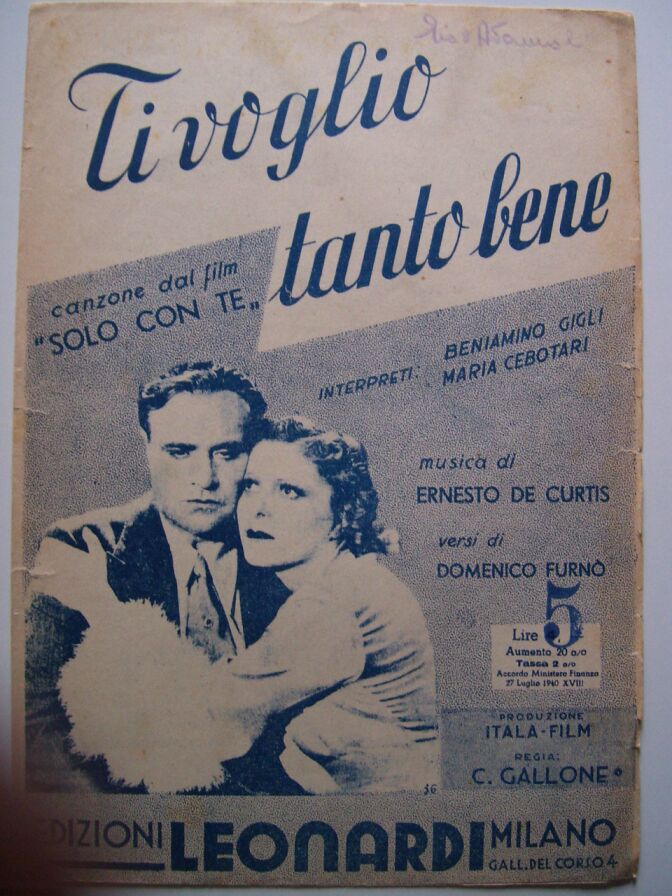 Ti voglio
tanto bene
canzone dal film
"SOLO CON TE„
INTERPRETI: BENIAMINO GIGLI
MARIA CEBOTARI
musica di
ERNESTO DE CURTIS
versi di
DOMENICO FURNÒ
Lire 5
Aumento 20 o/o
Tassa 2 o/o
Accordo Ministero Finanze
27 Luglio 1940 XVIII
PRODUZIONE
ITALA-FILM
REGIA:
C. GALLONE
SG
EDIZIONI LEONARDI MILANO
GALL. DEL CORSO 4